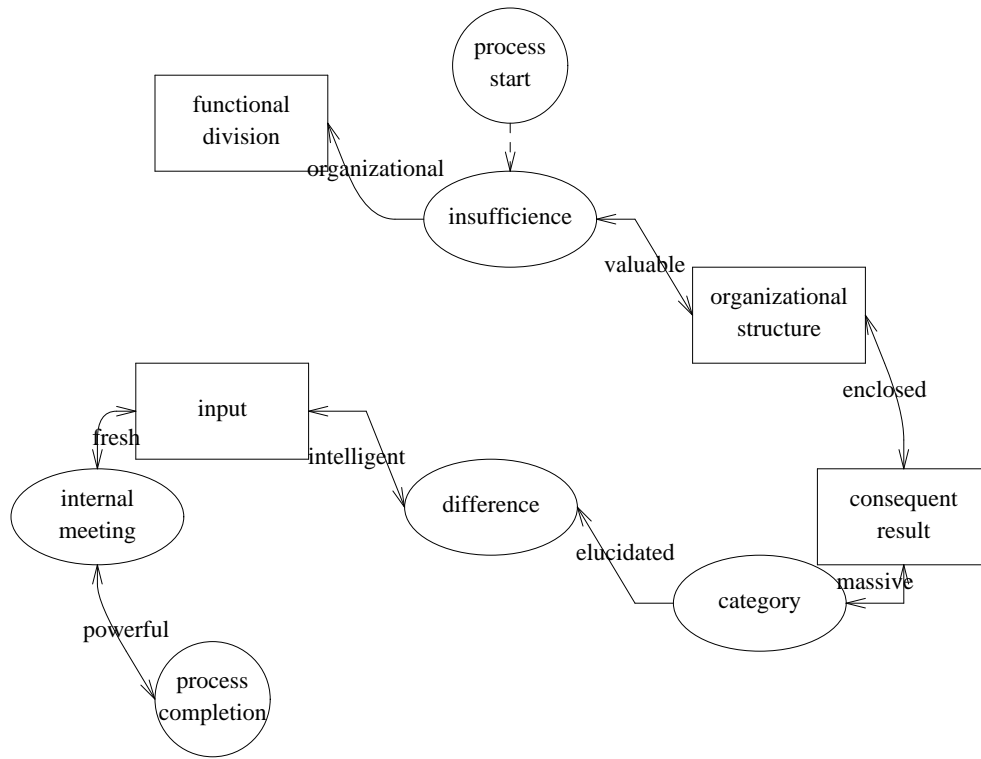 process
start
functional
division
organizational
insufficience
valuable
organizational
structure
enclosed
input
fresh
intelligent
internal
meeting
difference
consequent
result
elucidated
massive
category
powerful
process
completion